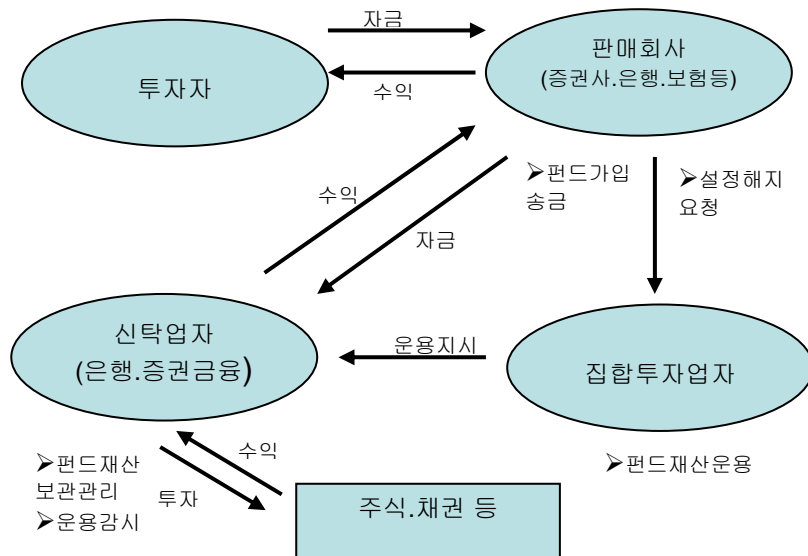 자금
투자자
판매회사
(증권사.은행.보험등)
수익
수익
자금
➢펀드가입
송금
➢설정해지
요청
신탁업자
(은행.증권금융)
운용지시
집합투자업자
➢펀드재산
보관관리
➢운용감시
수익
투자
➢펀드재산운용
주식.채권 등